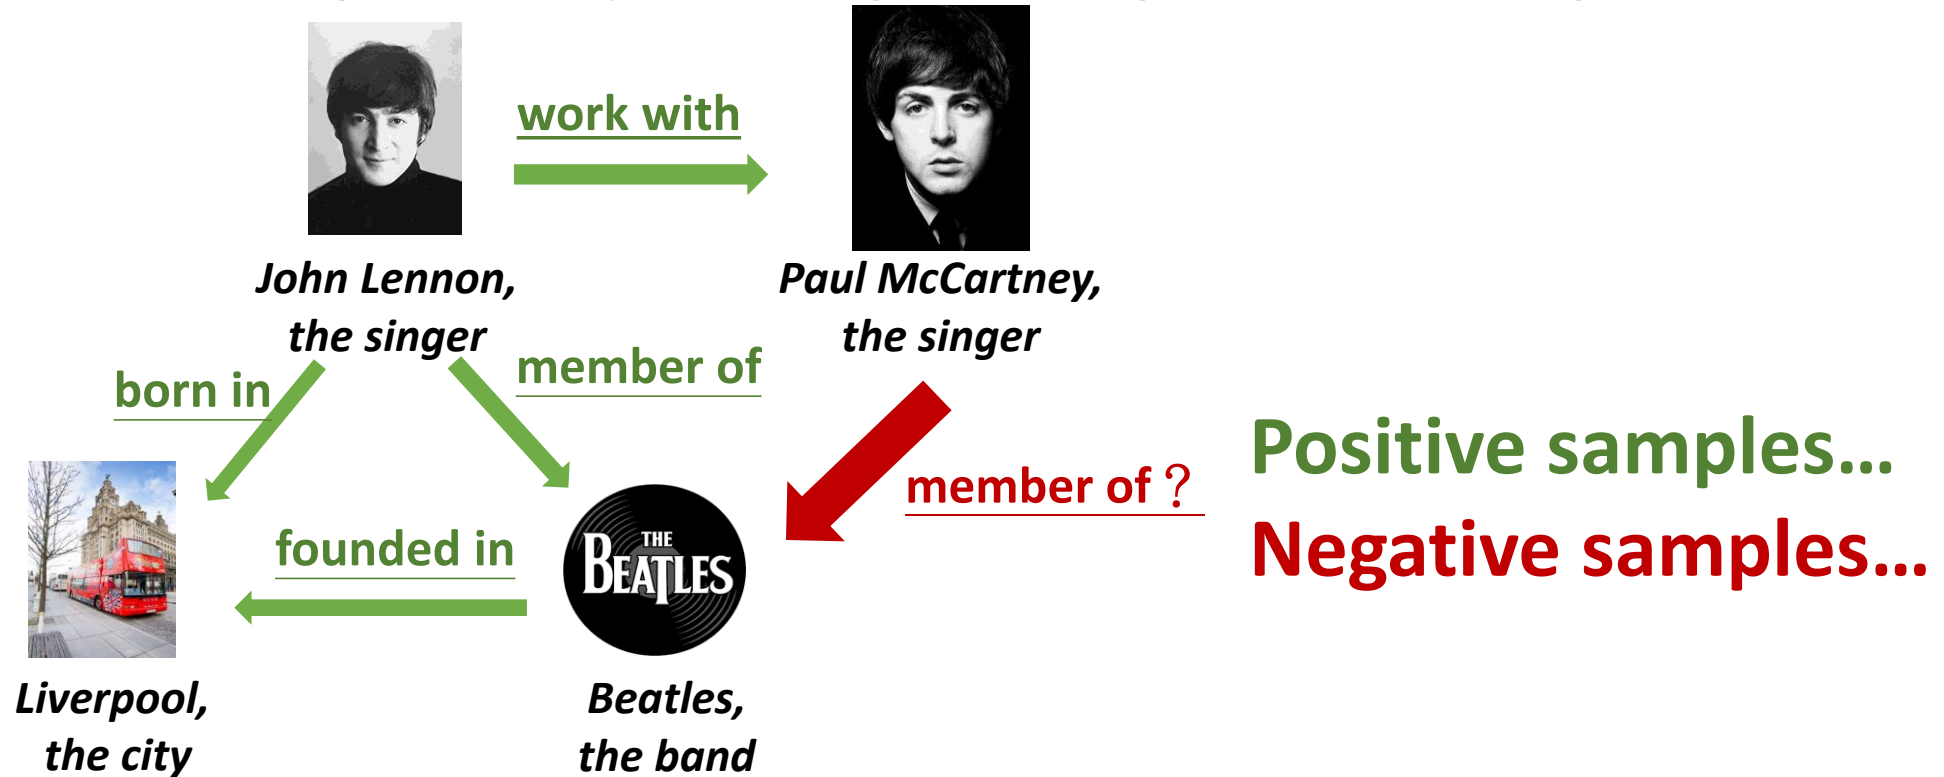 work with
John Lennon,
the singer
Paul McCartney,
the singer
born in
member of
member of ?
Positive samples...
Negative samples...
founded in
THE
BEATLES
Liverpool,
the city
Beatles,
the band